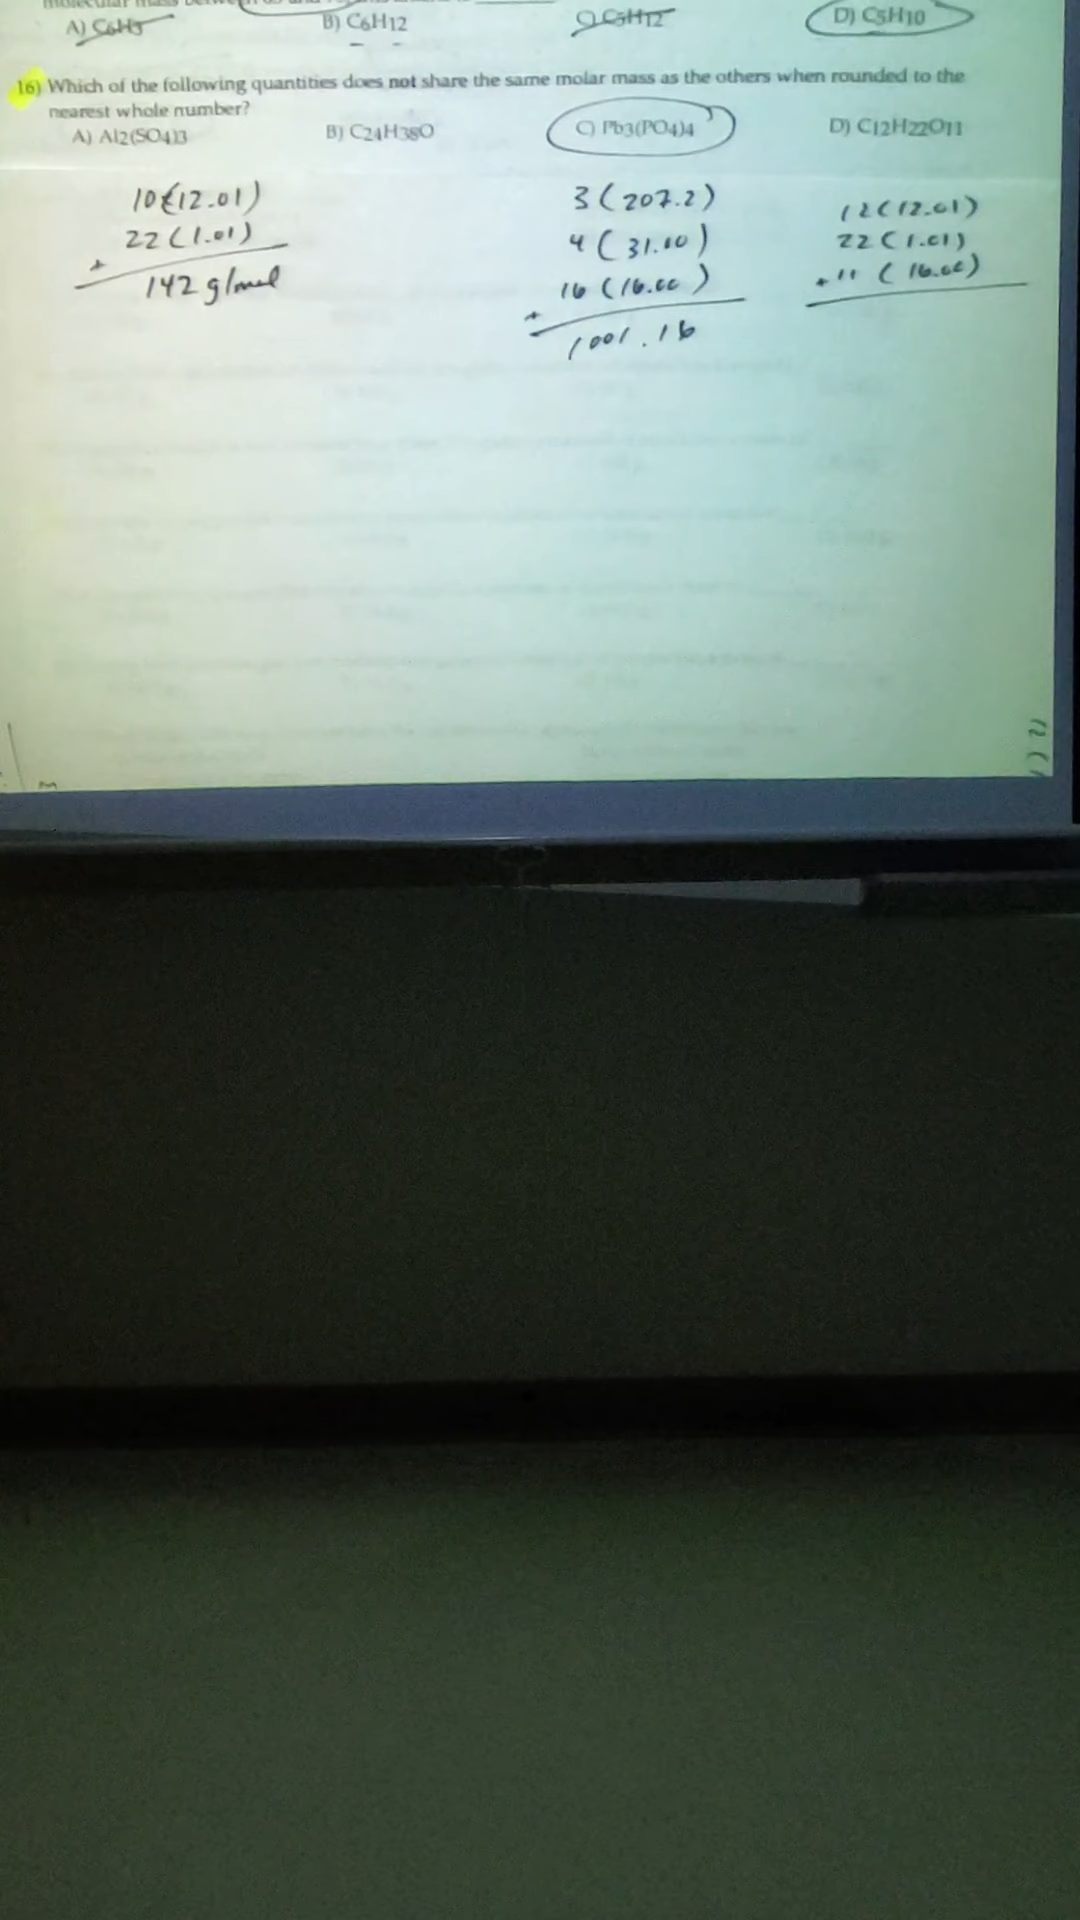 A) C6H5 B) C6H12 C) C5H12 D) C5H10
16) Which of the following quantities does not share the same molar mass as the others when rounded to the
nearest whole number?
A) Al2(SO4)3 B) C24H38O C) Pb3(PO4)4 D) C12H22O11
10(12.01)
22(1.01)
+
142 g/mol
3(207.2)
4(31.10)
16(16.00)
+
1001.16
12(12.01)
22(1.01)
+11(16.00)
12(